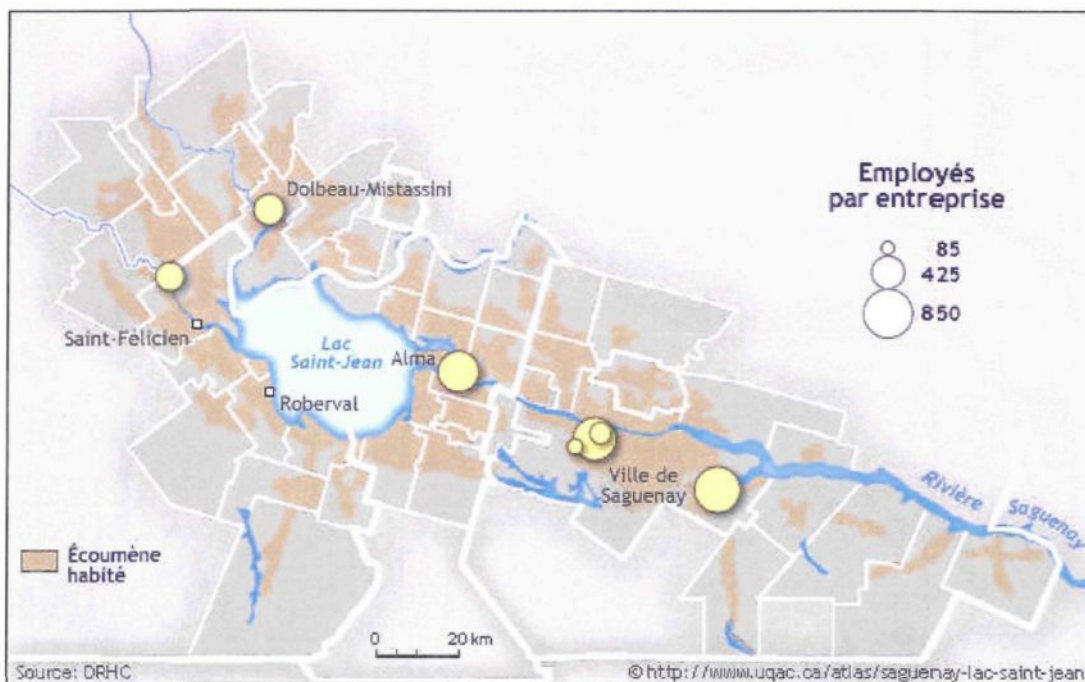 Dolbeau-Mistassini
Employés
par entreprise
85
425
850
Saint-Félicien
Lac
Saint-Jean
Alma
Roberval
Ville de
Saguenay
Rivière
Saguenay
Écoumène
habité
0 20 km
Source: DRHC
© http://www.uqac.ca/atlas/saguenay-lac-saint-jean